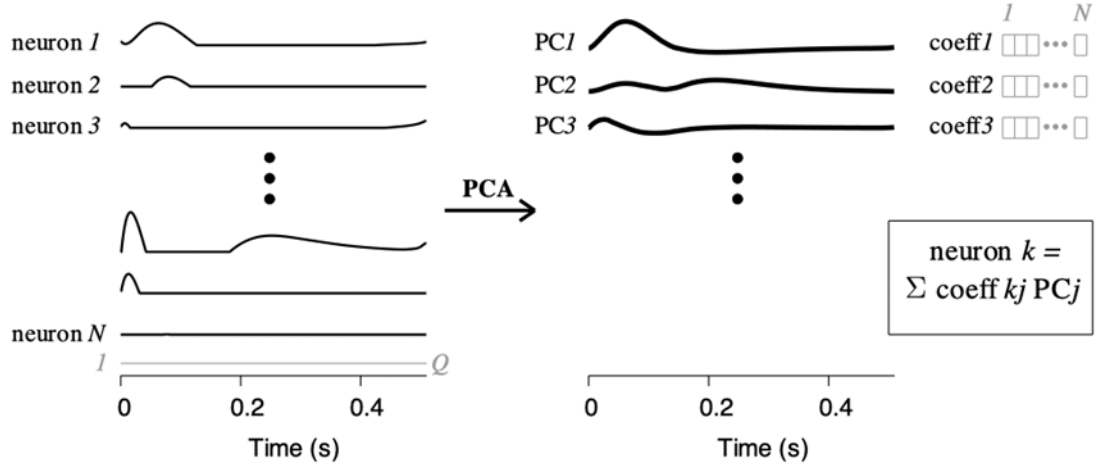 1 N
neuron 1 PC1 coeff1
neuron 2 PC2 coeff2
neuron 3 PC3 coeff3
PCA
neuron k =
Σ coeff kj PCj
neuron N
1 Q
0 0.2 0.4 0 0.2 0.4
Time (s) Time (s)